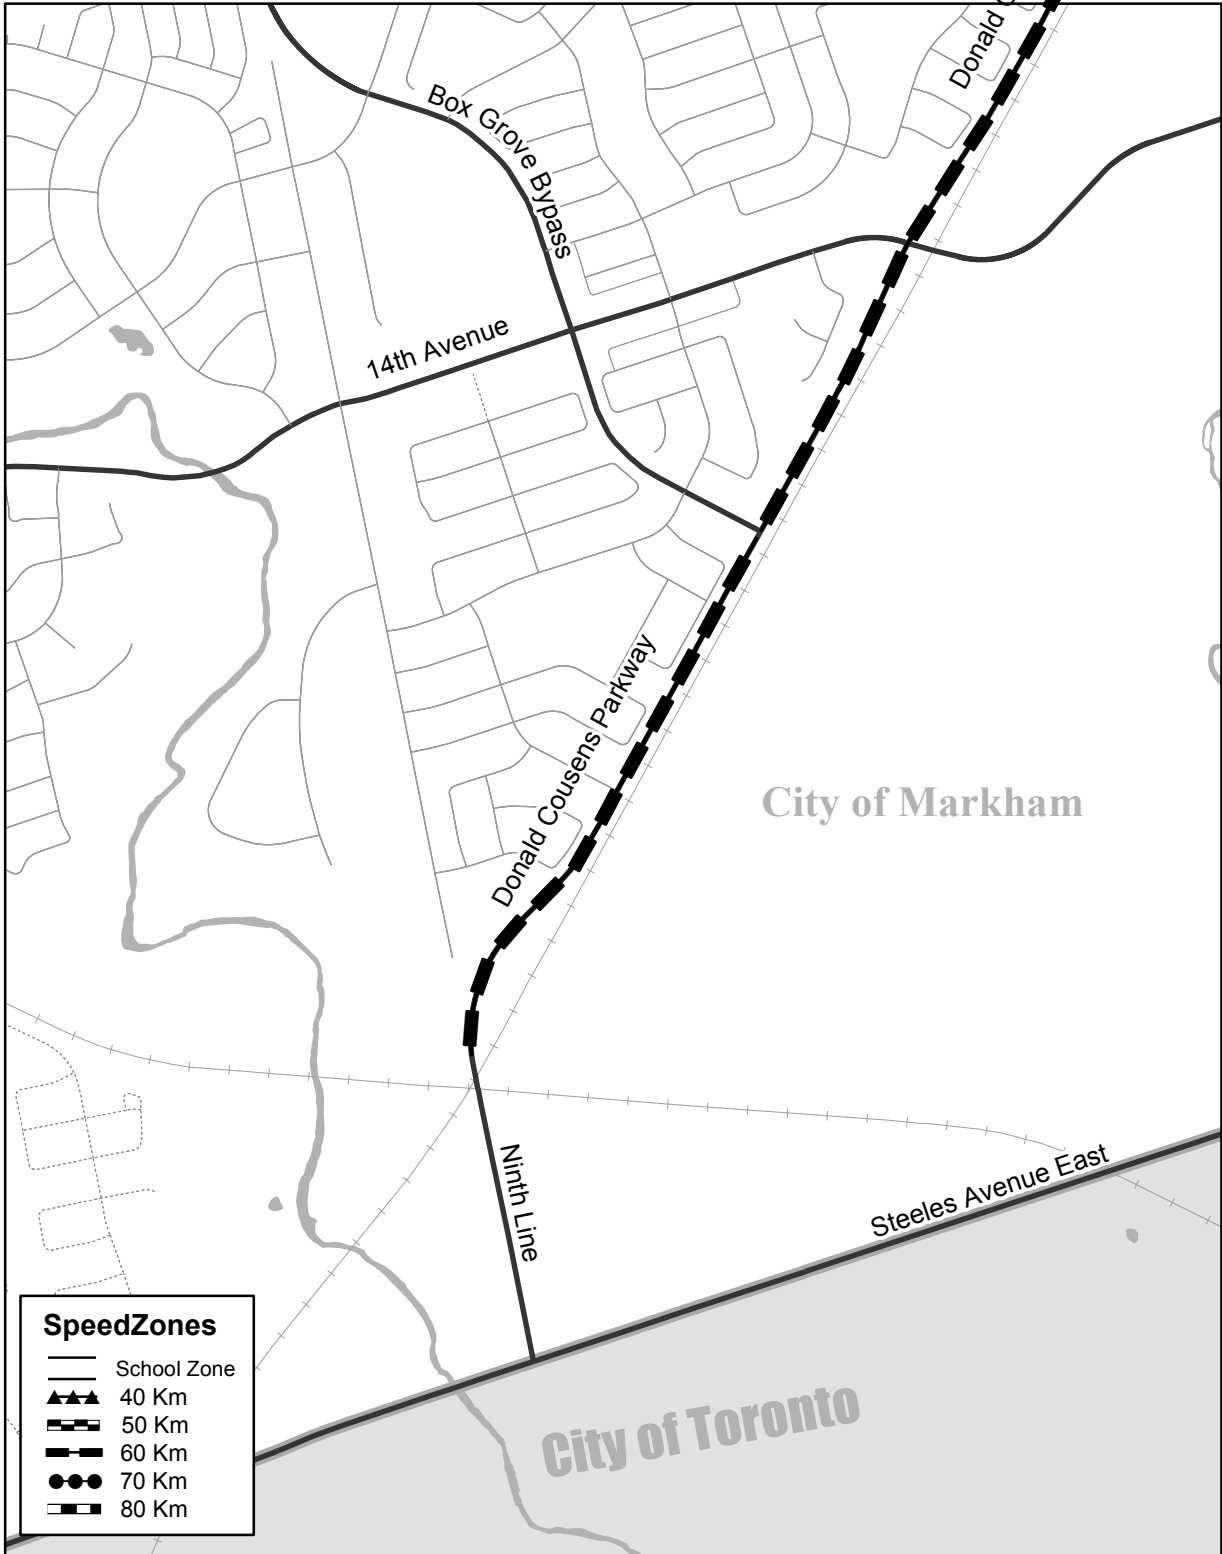 Donald
Box Grove Bypass
14th Avenue
Donald Cousens Parkway
City of Markham
Ninth Line
Steeles Avenue East
City of Toronto
SpeedZones
School Zone
40 Km
50 Km
60 Km
70 Km
80 Km